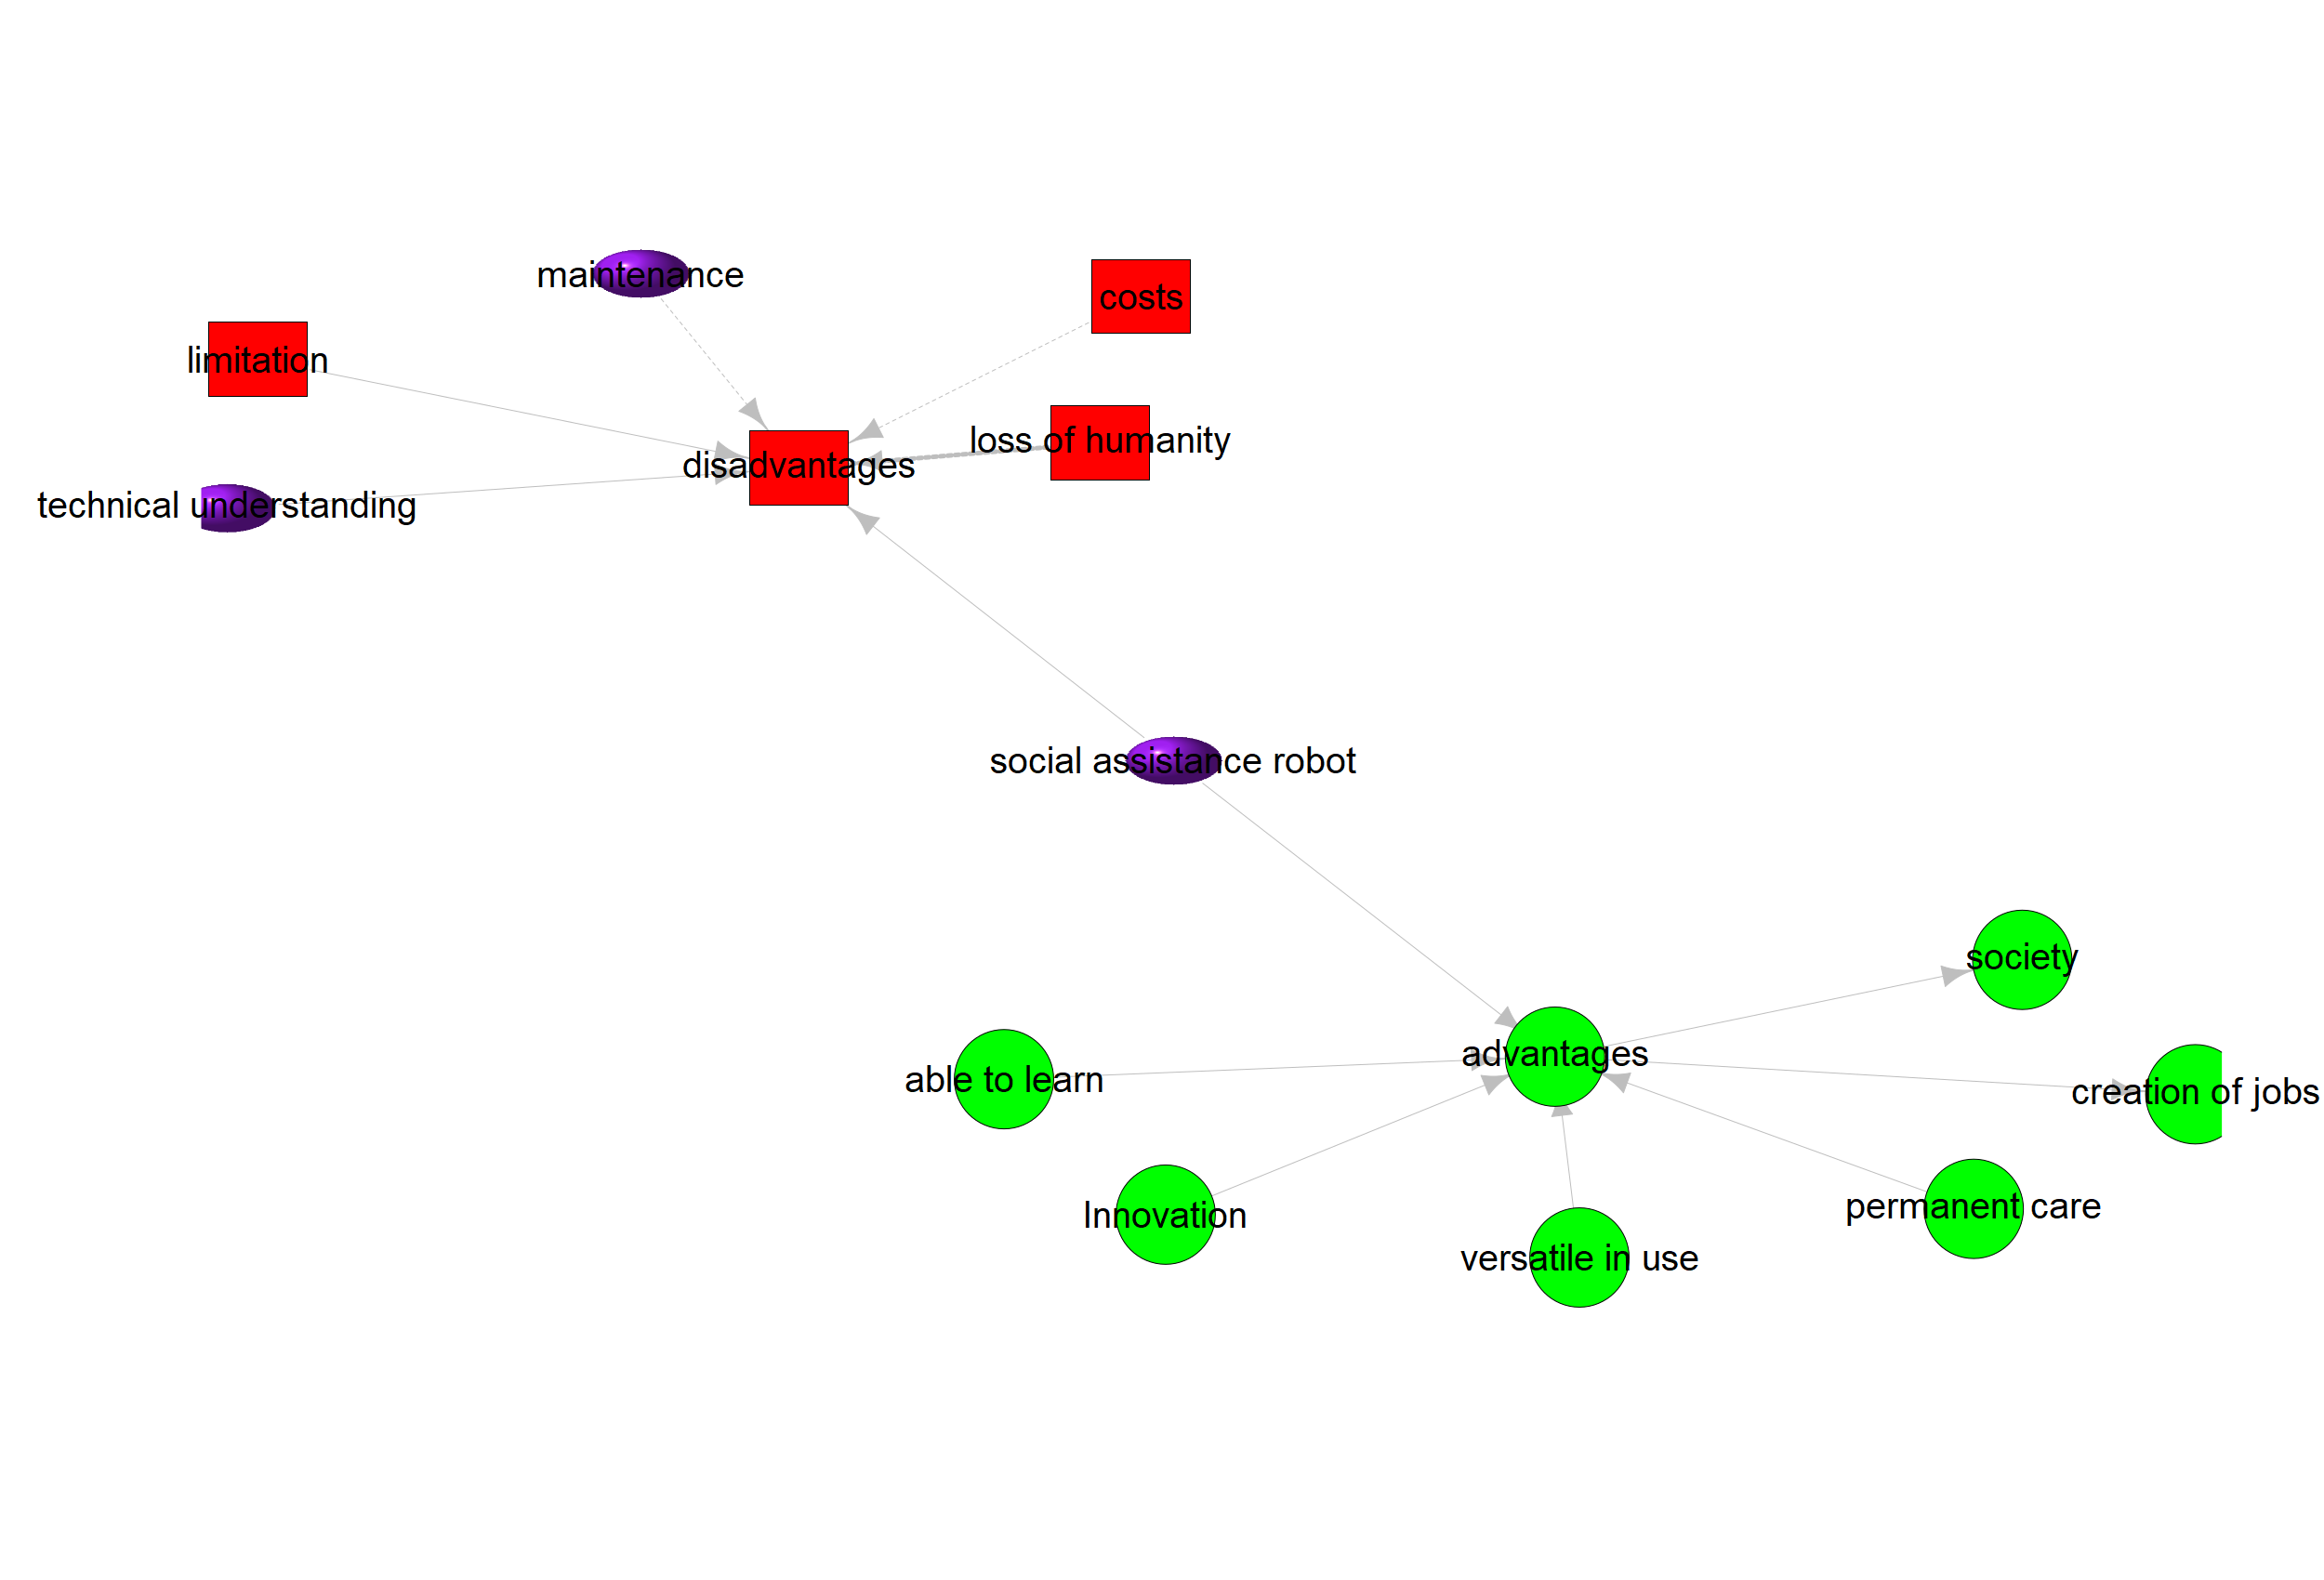 maintenance
costs
limitation
loss of humanity
disadvantages
technical understanding
social assistance robot
society
advantages
able to learn
creation of jobs
permanent care
Innovation
versatile in use